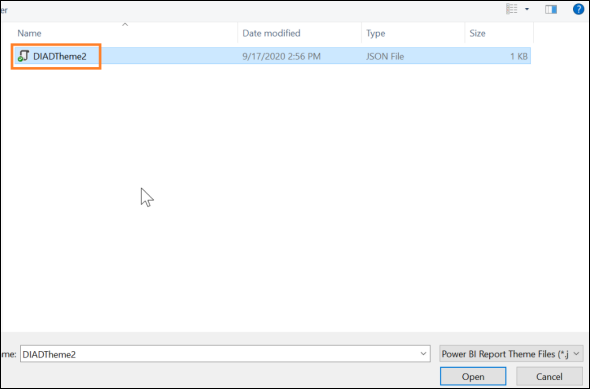 er
?
Name Date modified Type Size
DIADTheme2 9/17/2020 2:56 PM JSON File 1 KB
me: DIADTheme2 Power BI Report Theme Files (*.j
Open Cancel